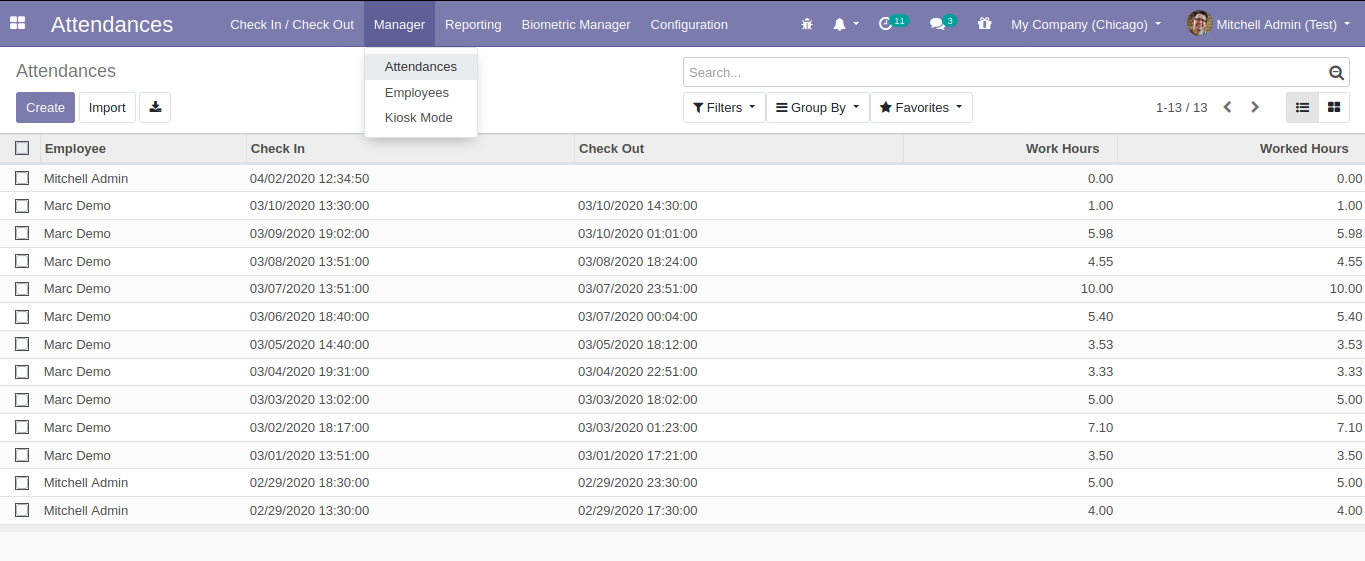 Attendances Check In / Check Out Manager Reporting Biometric Manager Configuration 11 3 My Company (Chicago) Mitchell Admin (Test)
Attendances
Employees
Kiosk Mode
Attendances Search...
Create Import Filters Group By Favorites 1-13 / 13
Employee Check In Check Out Work Hours Worked Hours
Mitchell Admin 04/02/2020 12:34:50 0.00 0.00
Marc Demo 03/10/2020 13:30:00 03/10/2020 14:30:00 1.00 1.00
Marc Demo 03/09/2020 19:02:00 03/10/2020 01:01:00 5.98 5.98
Marc Demo 03/08/2020 13:51:00 03/08/2020 18:24:00 4.55 4.55
Marc Demo 03/07/2020 13:51:00 03/07/2020 23:51:00 10.00 10.00
Marc Demo 03/06/2020 18:40:00 03/07/2020 00:04:00 5.40 5.40
Marc Demo 03/05/2020 14:40:00 03/05/2020 18:12:00 3.53 3.53
Marc Demo 03/04/2020 19:31:00 03/04/2020 22:51:00 3.33 3.33
Marc Demo 03/03/2020 13:02:00 03/03/2020 18:02:00 5.00 5.00
Marc Demo 03/02/2020 18:17:00 03/03/2020 01:23:00 7.10 7.10
Marc Demo 03/01/2020 13:51:00 03/01/2020 17:21:00 3.50 3.50
Mitchell Admin 02/29/2020 18:30:00 02/29/2020 23:30:00 5.00 5.00
Mitchell Admin 02/29/2020 13:30:00 02/29/2020 17:30:00 4.00 4.00